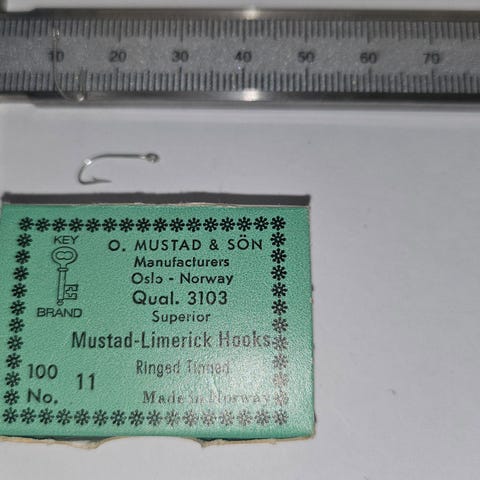 10 20 30 40 50 60 70
KEY
BRAND
O. MUSTAD & SÖN
Manufacturers
Oslo - Norway
Qual. 3103
Superior
Mustad-Limerick Hooks
100
No. 11
Ringed Tinned
Made in Norway